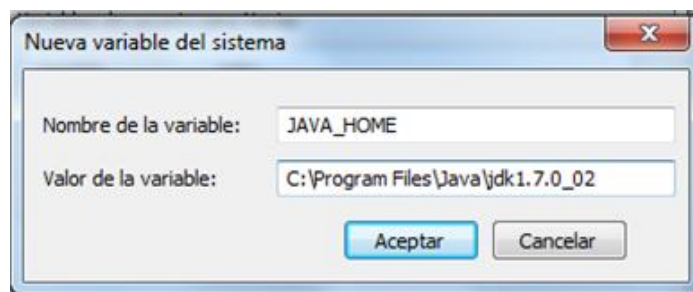 Nueva variable del sistema
Nombre de la variable: JAVA_HOME
Valor de la variable: C:\Program Files\Java\jdk1.7.0_02
Aceptar Cancelar